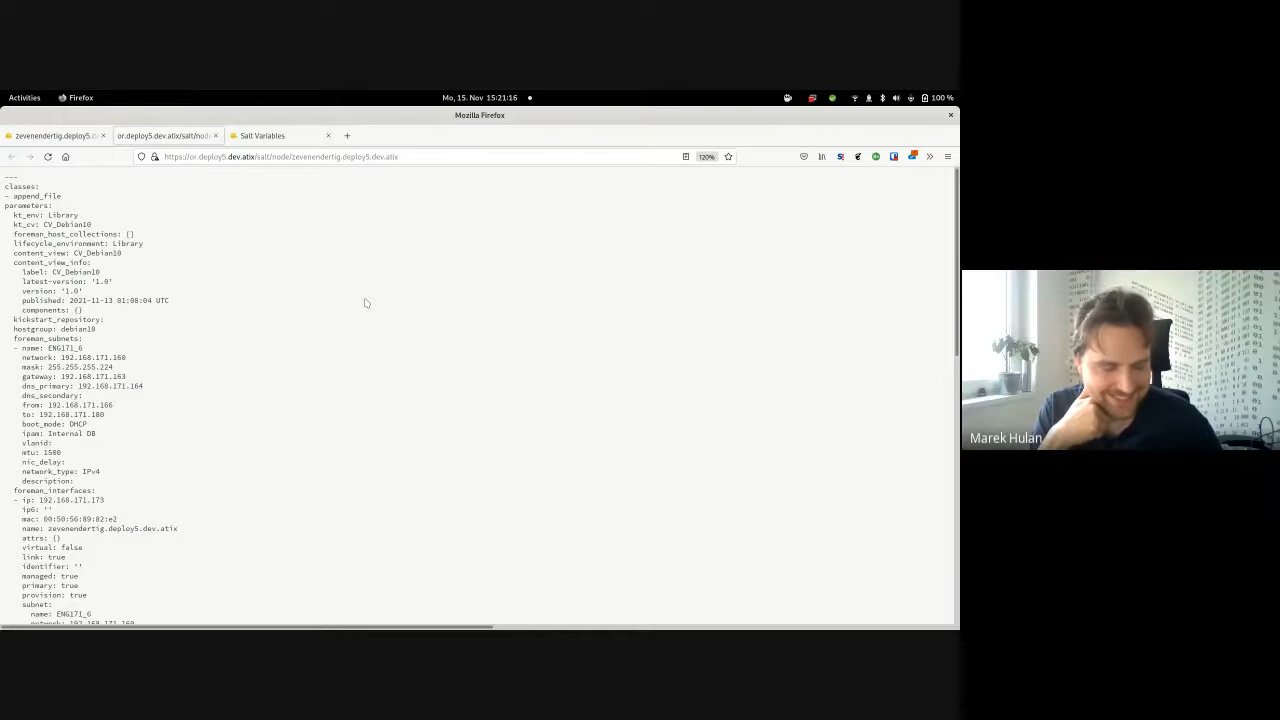 Activities
Firefox
Mo, 15. Nov 15:21:16
100 %
Mozilla Firefox
zevenendertig.deploy5.d
or.deploy5.dev.atix/salt/node
Salt Variables
https://or.deploy5.dev.atix/salt/node/zevenendertig.deploy5.dev.atix
120%
---
classes:
- append_file
parameters:
kt_env: Library
kt_cv: CV_Debian10
foreman_host_collections: []
lifecycle_environment: Library
content_view: CV_Debian10
content_view_info:
label: CV_Debian10
latest-version: '1.0'
version: '1.0'
published: 2021-11-13 01:08:04 UTC
components: {}
kickstart_repository:
hostgroup: debian10
foreman_subnets:
- name: ENG171_6
network: 192.168.171.160
mask: 255.255.255.224
gateway: 192.168.171.163
dns_primary: 192.168.171.164
dns_secondary:
from: 192.168.171.166
to: 192.168.171.180
boot_mode: DHCP
ipam: Internal DB
vlanid:
mtu: 1500
nic_delay:
network_type: IPv4
description:
foreman_interfaces:
- ip: 192.168.171.173
ip6: ''
mac: 00:50:56:89:82:e2
name: zevenendertig.deploy5.dev.atix
attrs: {}
virtual: false
link: true
identifier: ''
managed: true
primary: true
provision: true
subnet:
name: ENG171_6
network: 192.168.171.160
Marek Hulan